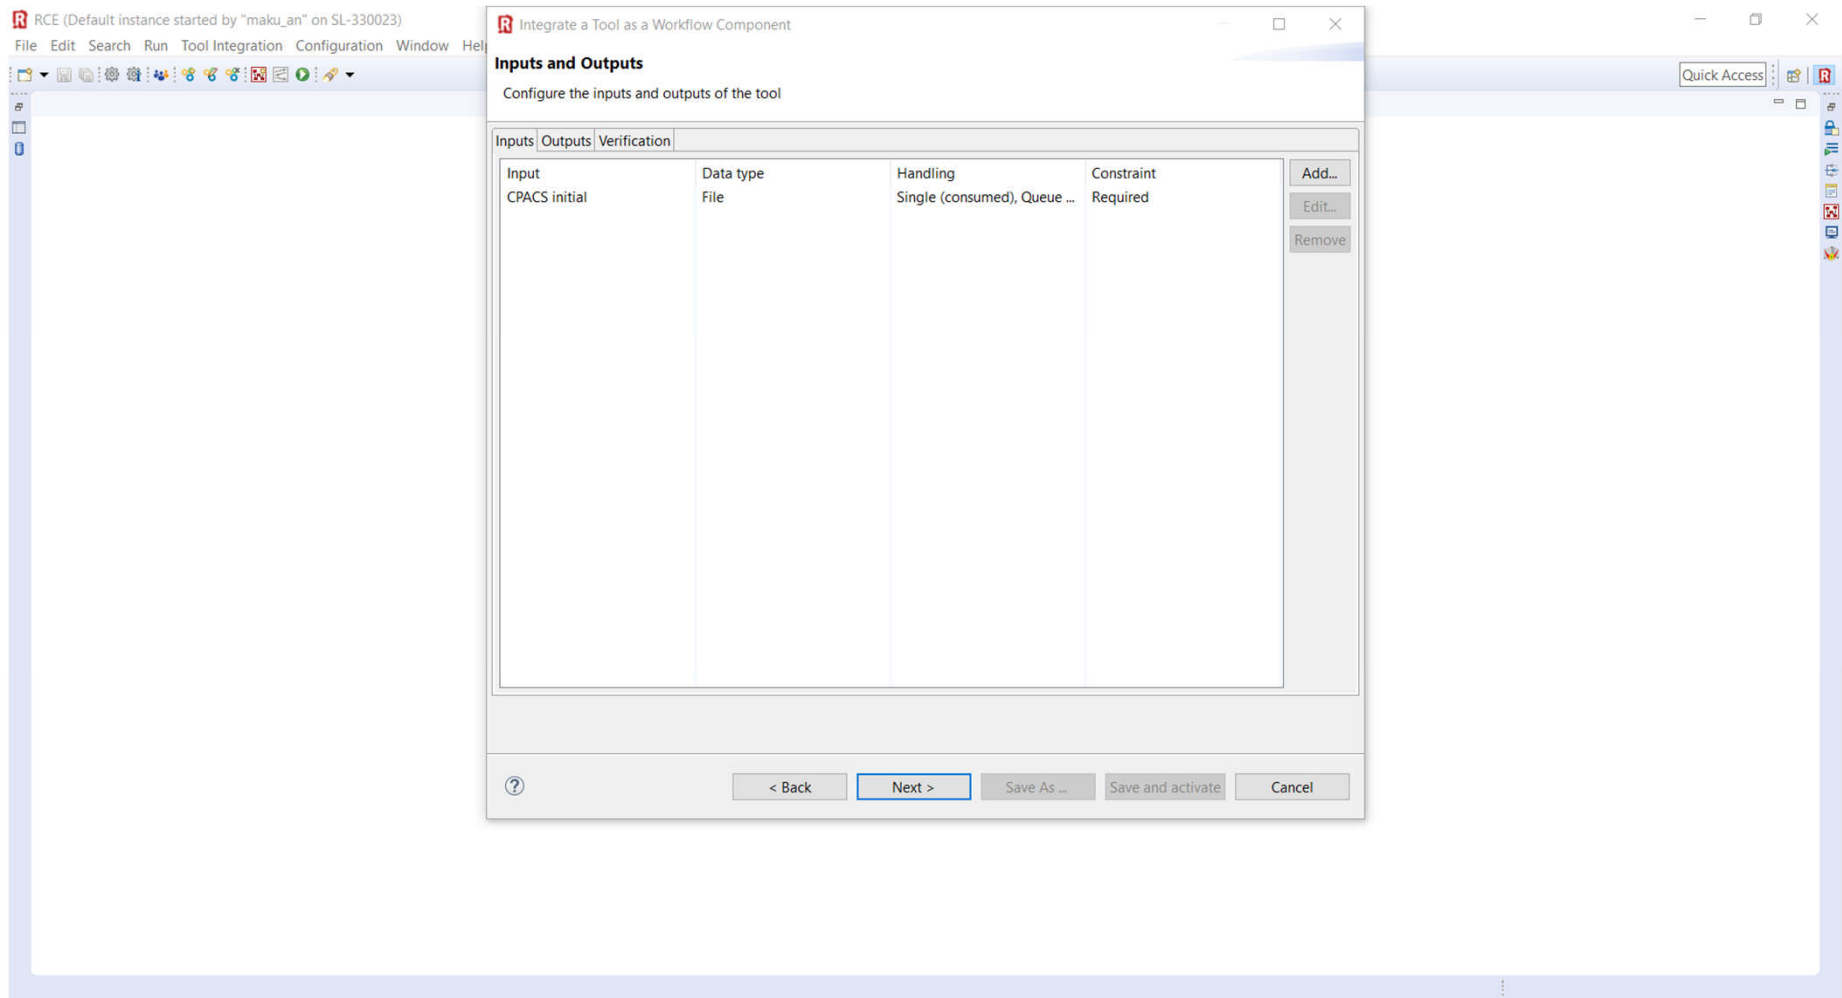 RCE (Default instance started by "maku_an" on SL-330023)
File Edit Search Run Tool Integration Configuration Window Help
Quick Access
Integrate a Tool as a Workflow Component
Inputs and Outputs
Configure the inputs and outputs of the tool
Inputs Outputs Verification
Input Data type Handling Constraint
CPACS initial File Single (consumed), Queue ... Required
Add...
Edit...
Remove
< Back Next > Save As ... Save and activate Cancel